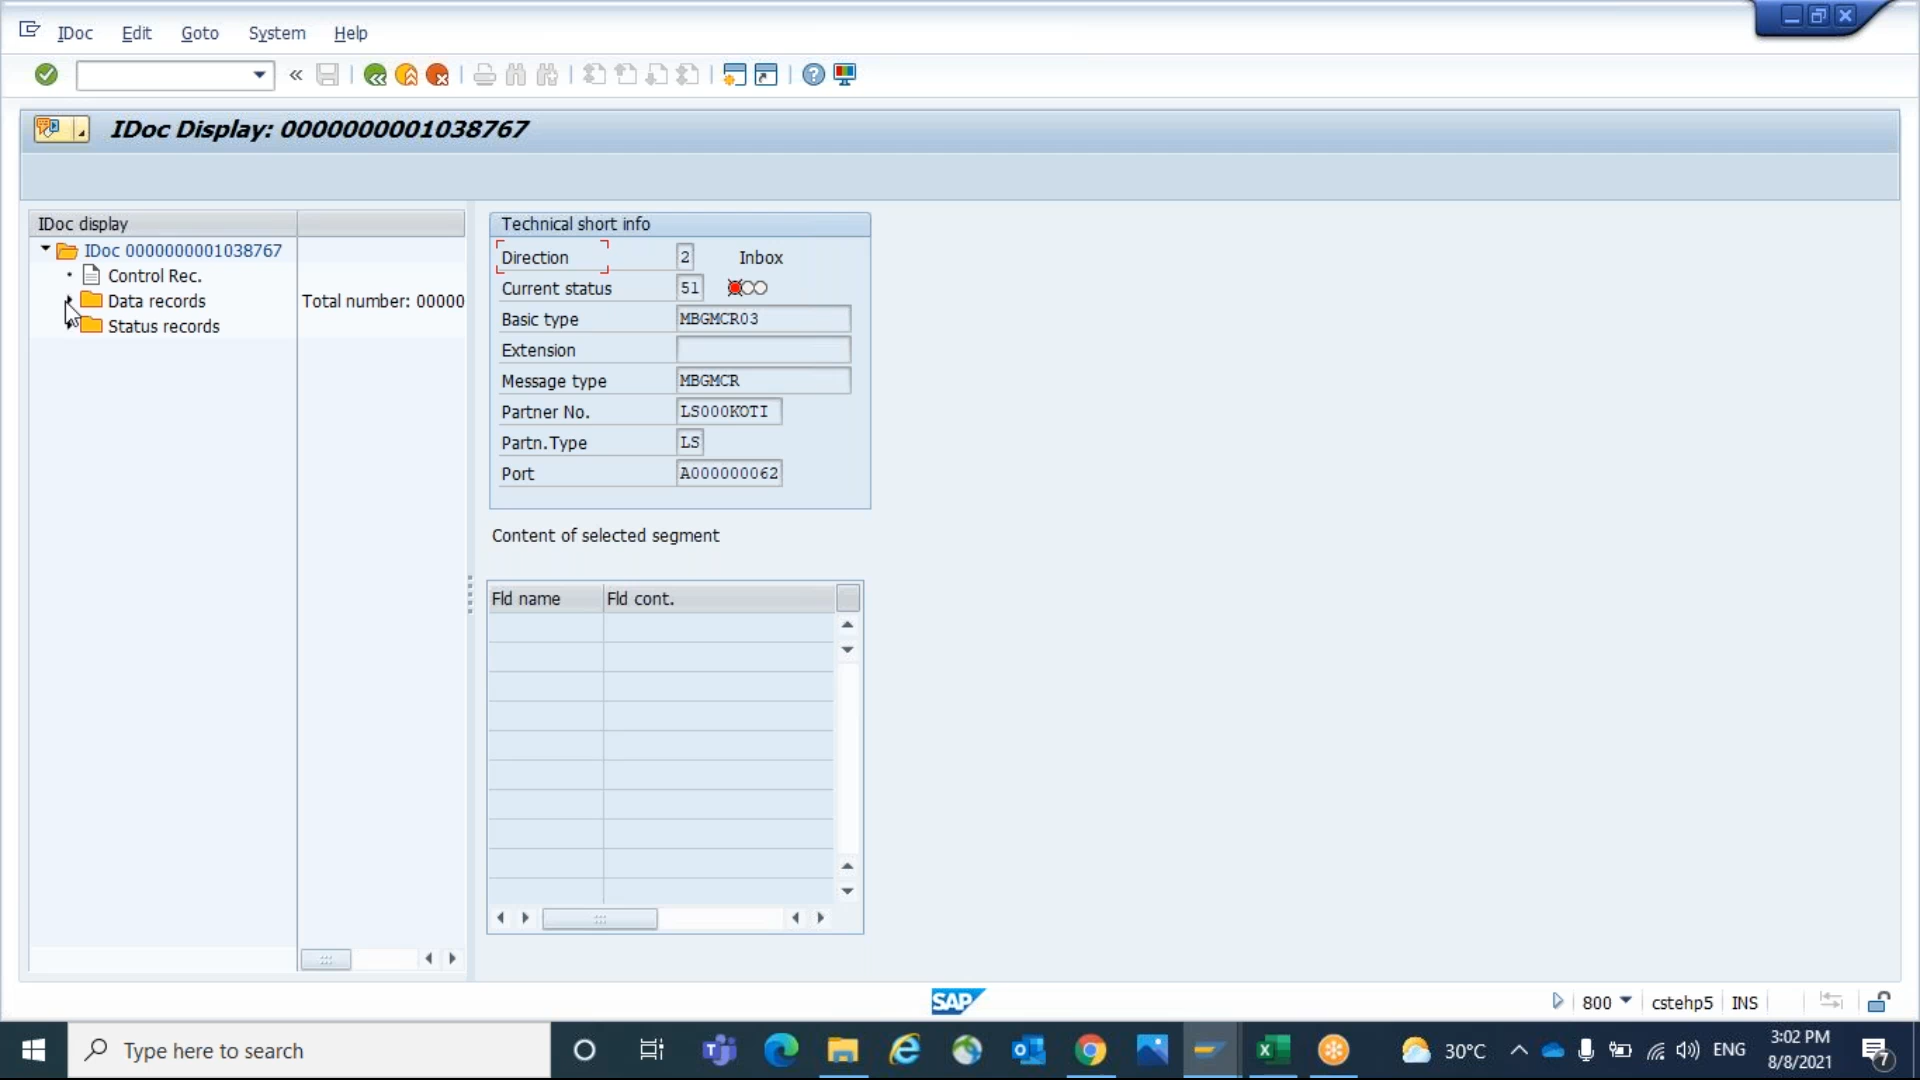 IDoc Edit Goto System Help
IDoc Display: 0000000001038767
IDoc display
IDoc 0000000001038767
Control Rec.
Data records Total number: 00000
Status records
Technical short info
Direction 2 Inbox
Current status 51
Basic type MBGMCR03
Extension
Message type MBGMCR
Partner No. LS000KOTI
Partn.Type LS
Port A000000062
Content of selected segment
Fld name Fld cont.
SAP
800 cstehp5 INS
Type here to search
30°C ENG 3:02 PM
8/8/2021
7